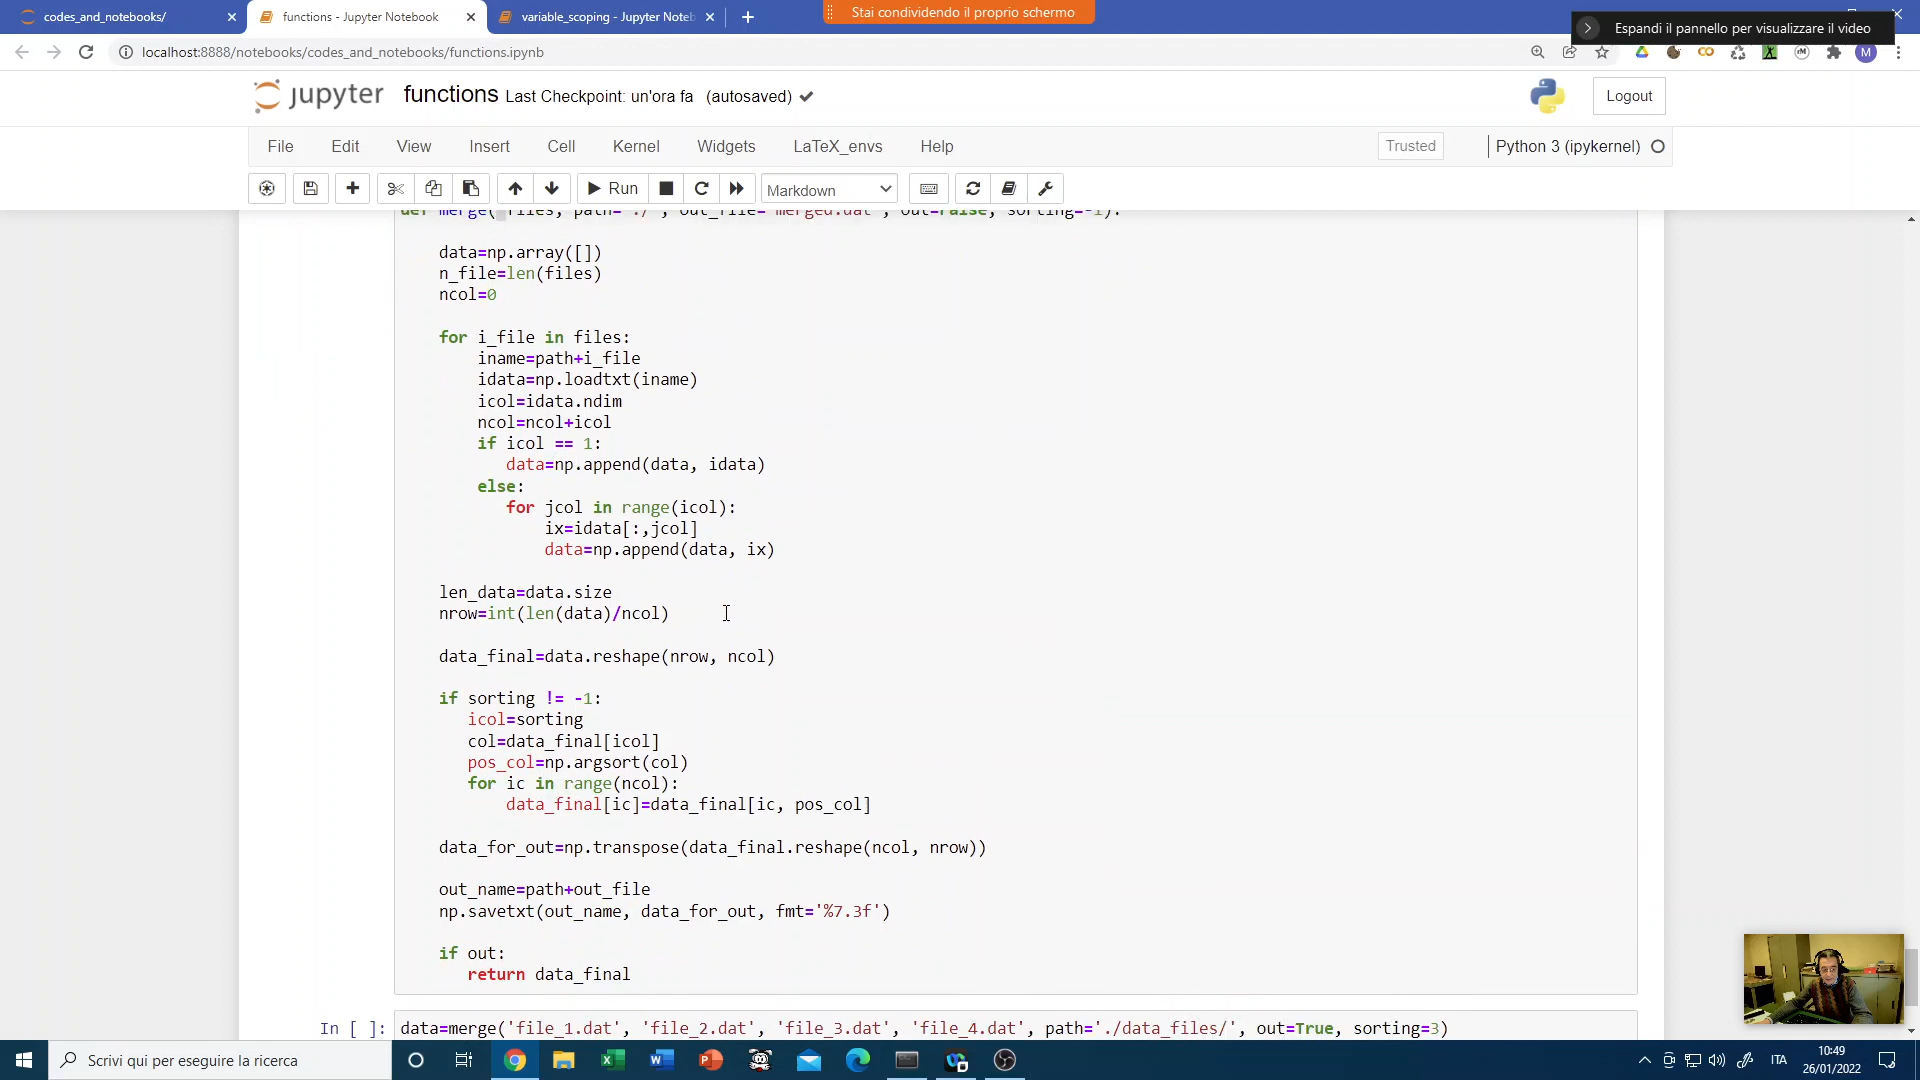 codes_and_notebooks/
functions - Jupyter Notebook
variable_scoping - Jupyter Noteb
Stai condividendo il proprio schermo
Espandi il pannello per visualizzare il video
localhost:8888/notebooks/codes_and_notebooks/functions.ipynb
M
jupyter functions Last Checkpoint: un'ora fa (autosaved)
Logout
File Edit View Insert Cell Kernel Widgets LaTeX_envs Help
Trusted
Python 3 (ipykernel)
Run
Markdown
def merge(*files, path='./', out_file='merged.dat', out=False, sorting=-1):
data=np.array([])
n_file=len(files)
ncol=0
for i_file in files:
iname=path+i_file
idata=np.loadtxt(iname)
icol=idata.ndim
ncol=ncol+icol
if icol == 1:
data=np.append(data, idata)
else:
for jcol in range(icol):
ix=idata[:,jcol]
data=np.append(data, ix)
len_data=data.size
nrow=int(len(data)/ncol)
data_final=data.reshape(nrow, ncol)
if sorting != -1:
icol=sorting
col=data_final[icol]
pos_col=np.argsort(col)
for ic in range(ncol):
data_final[ic]=data_final[ic, pos_col]
data_for_out=np.transpose(data_final.reshape(ncol, nrow))
out_name=path+out_file
np.savetxt(out_name, data_for_out, fmt='%7.3f')
if out:
return data_final
In [ ]: data=merge('file_1.dat', 'file_2.dat', 'file_3.dat', 'file_4.dat', path='./data_files/', out=True, sorting=3)
Scrivi qui per eseguire la ricerca
ITA
10:49
26/01/2022